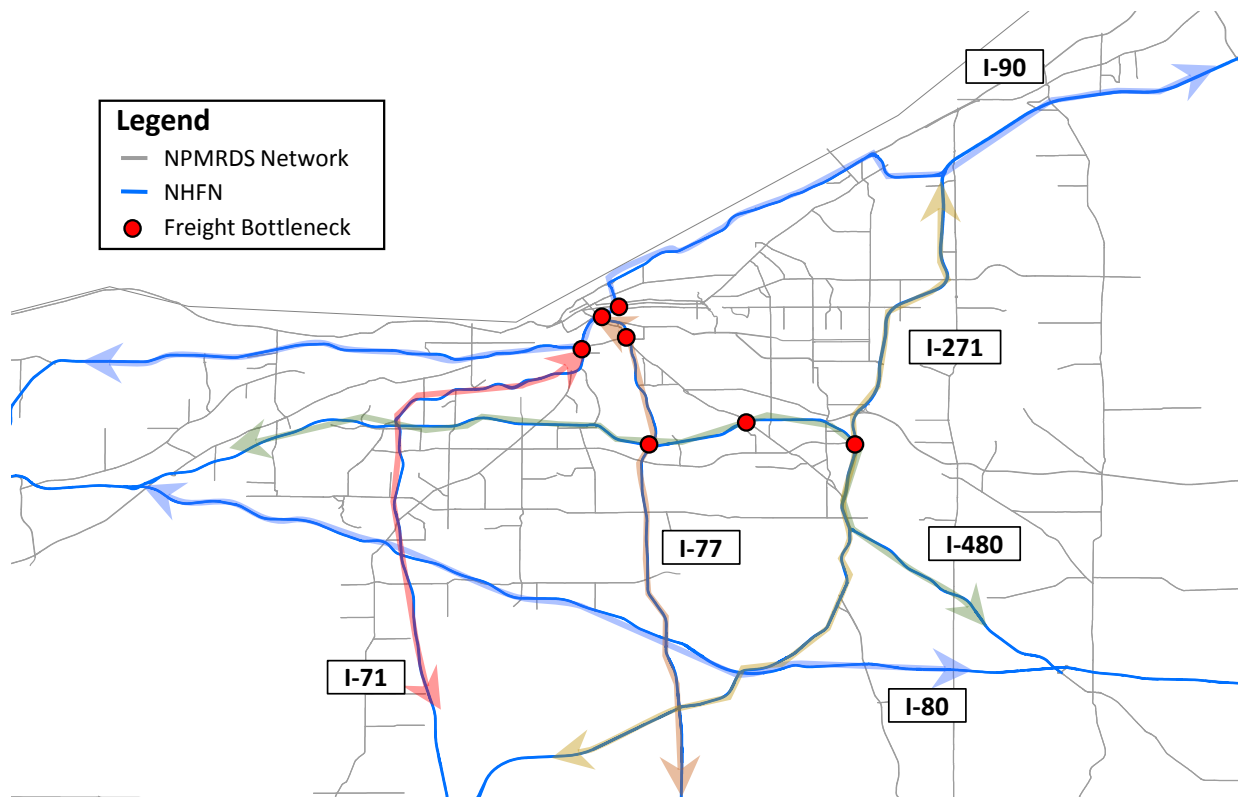 I-90
Legend
NPMRDS Network
NHFN
Freight Bottleneck
I-271
I-77
I-480
I-71
I-80